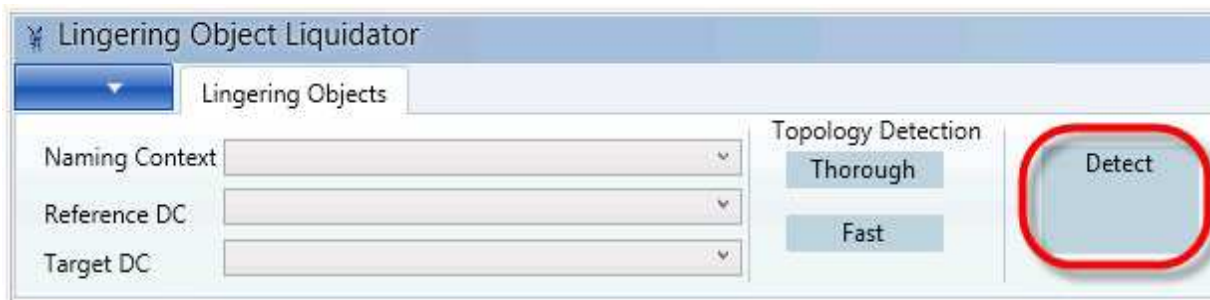 Lingering Object Liquidator
Lingering Objects
Naming Context
Reference DC
Target DC
Topology Detection
Thorough
Fast
Detect